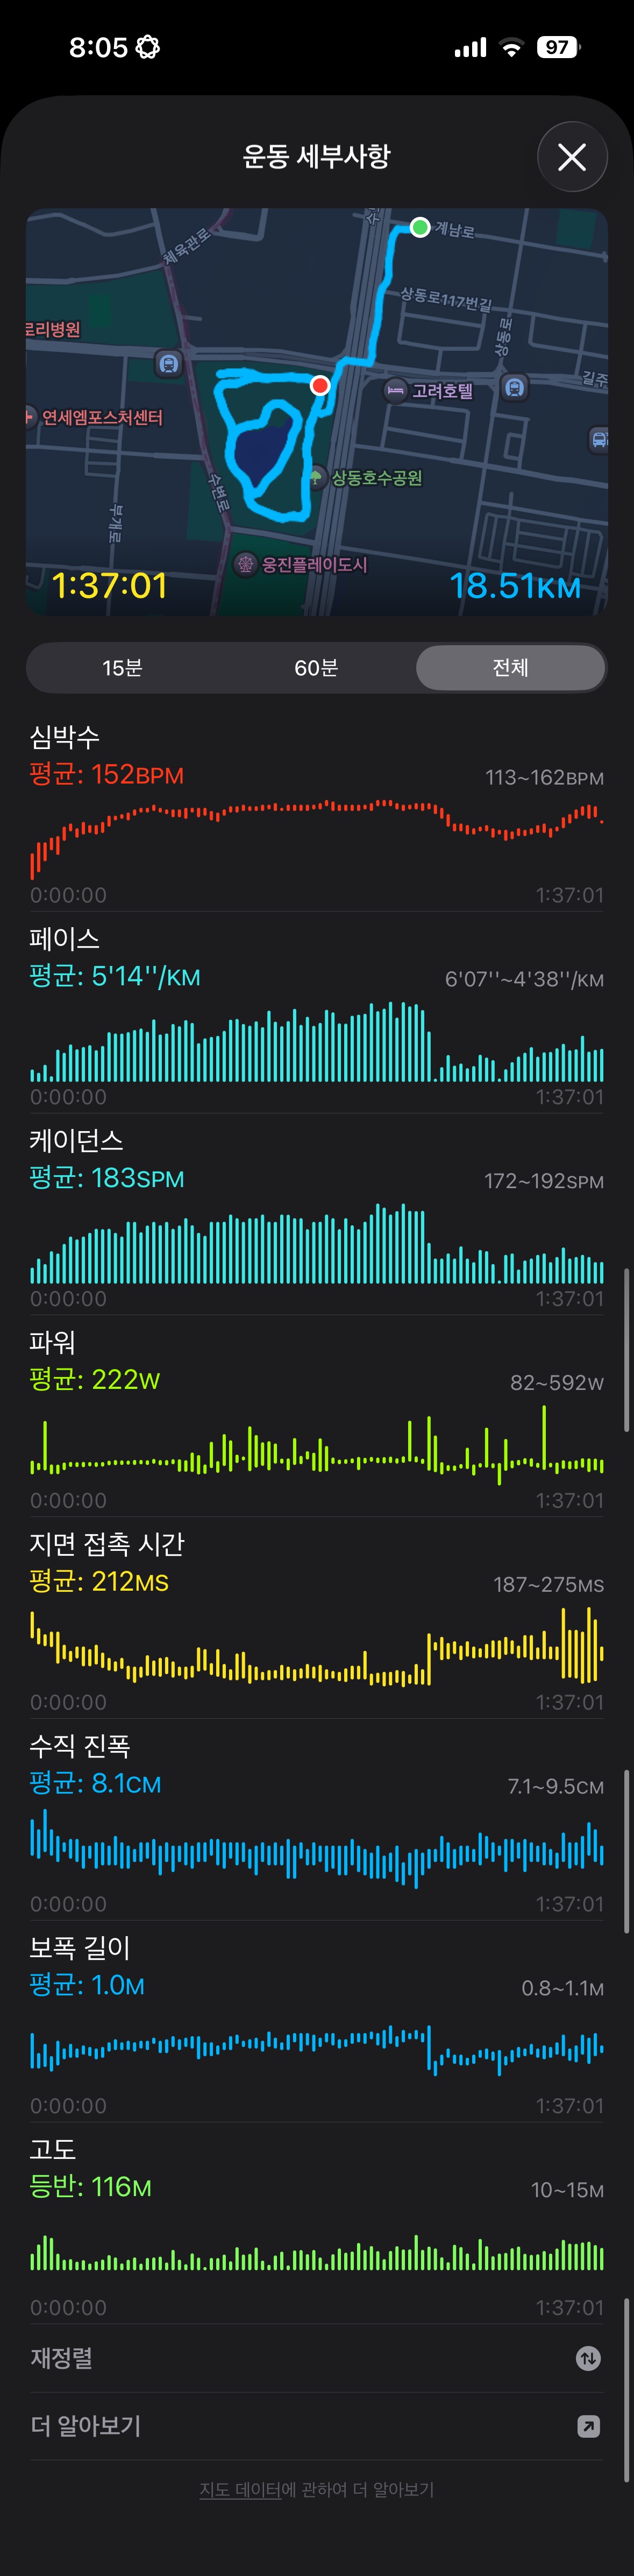 8:05
97
운동 세부사항
계남로
체육관로
상동로117번길
상동로
길주
고려호텔
연세엠포스처센터
상동호수공원
수변로
부개로
웅진플레이도시
1:37:01
18.51KM
15분
60분
전체
심박수
평균: 152BPM
113~162BPM
0:00:00
1:37:01
페이스
평균: 5'14''/KM
6'07''~4'38''/KM
0:00:00
1:37:01
케이던스
평균: 183SPM
172~192SPM
0:00:00
1:37:01
파워
평균: 222W
82~592W
0:00:00
1:37:01
지면 접촉 시간
평균: 212MS
187~275MS
0:00:00
1:37:01
수직 진폭
평균: 8.1CM
7.1~9.5CM
0:00:00
1:37:01
보폭 길이
평균: 1.0M
0.8~1.1M
0:00:00
1:37:01
고도
등반: 116M
10~15M
0:00:00
1:37:01
재정렬
더 알아보기
지도 데이터에 관하여 더 알아보기